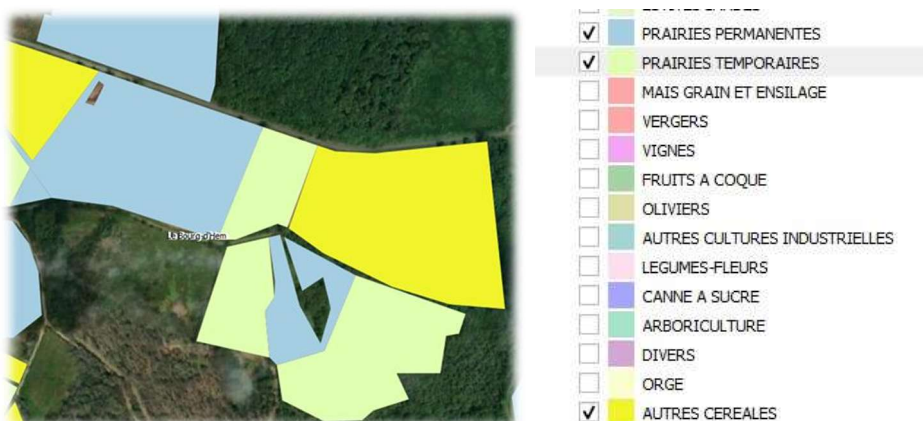 PRAIRIES PERMANENTES
PRAIRIES TEMPORAIRES
MAIS GRAIN ET ENSILAGE
VERGERS
VIGNES
FRUITS A COQUE
OLIVIERS
AUTRES CULTURES INDUSTRIELLES
Le Bourg d'Hem
LEGUMES-FLEURS
CANNE A SUCRE
ARBORICULTURE
DIVERS
ORGE
AUTRES CEREALES